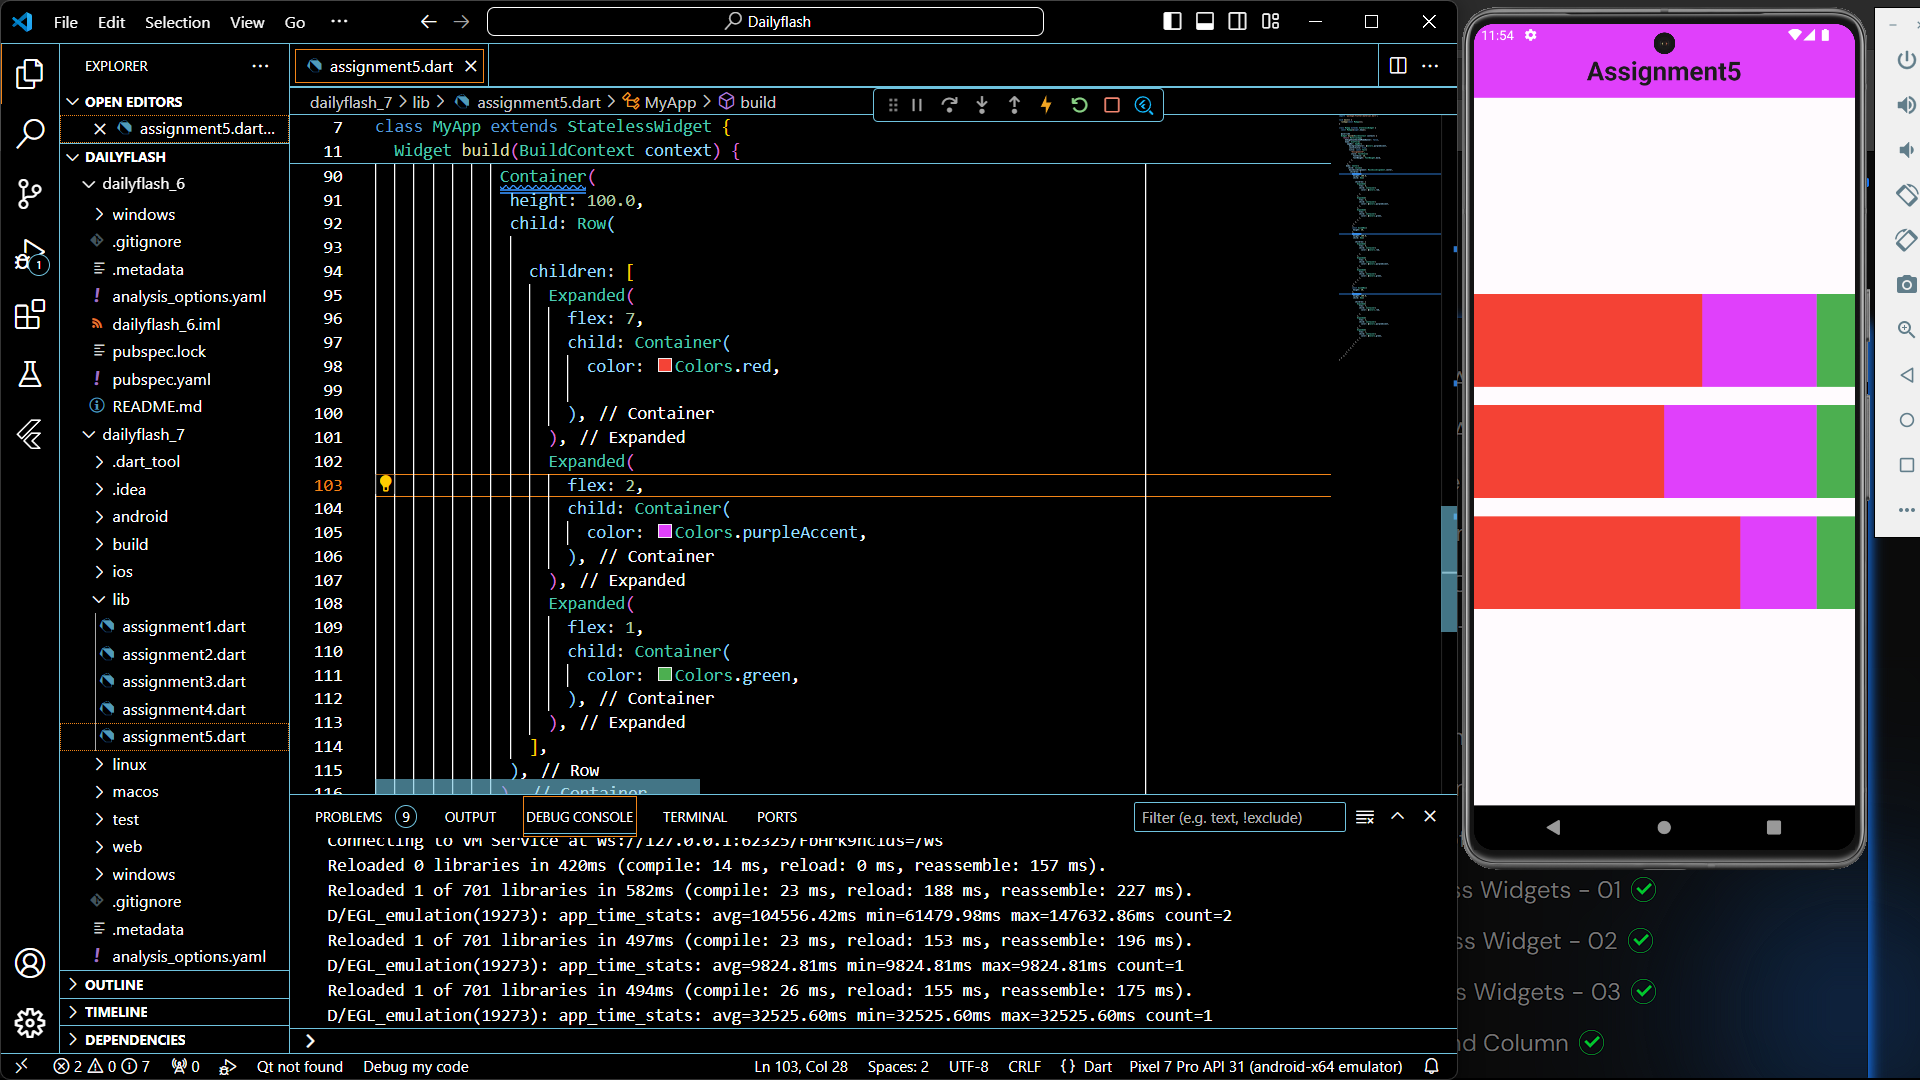 File Edit Selection View Go ··· Dailyflash
EXPLORER ···
OPEN EDITORS
assignment5.dart...
DAILYFLASH
dailyflash_6
windows
.gitignore
.metadata
! analysis_options.yaml
dailyflash_6.iml
pubspec.lock
! pubspec.yaml
README.md
dailyflash_7
.dart_tool
.idea
android
build
ios
lib
assignment1.dart
assignment2.dart
assignment3.dart
assignment4.dart
assignment5.dart
linux
macos
test
web
windows
.gitignore
.metadata
! analysis_options.yaml
OUTLINE
TIMELINE
DEPENDENCIES
1
assignment5.dart
dailyflash_7 > lib > assignment5.dart > MyApp > build
7 class MyApp extends StatelessWidget {
11 Widget build(BuildContext context) {
90 Container(
91 height: 100.0,
92 child: Row(
93
94 children: [
95 Expanded(
96 flex: 7,
97 child: Container(
98 color: Colors.red,
99
100 ), // Container
101 ), // Expanded
102 Expanded(
103 flex: 2,
104 child: Container(
105 color: Colors.purpleAccent,
106 ), // Container
107 ), // Expanded
108 Expanded(
109 flex: 1,
110 child: Container(
111 color: Colors.green,
112 ), // Container
113 ), // Expanded
114 ],
115 ), // Row
116 ), // Container
PROBLEMS 9 OUTPUT DEBUG CONSOLE TERMINAL PORTS Filter (e.g. text, !exclude)
Reloaded 0 libraries in 420ms (compile: 14 ms, reload: 0 ms, reassemble: 157 ms).
Reloaded 1 of 701 libraries in 582ms (compile: 23 ms, reload: 188 ms, reassemble: 227 ms).
D/EGL_emulation(19273): app_time_stats: avg=104556.42ms min=61479.98ms max=147632.86ms count=2
Reloaded 1 of 701 libraries in 497ms (compile: 23 ms, reload: 153 ms, reassemble: 196 ms).
D/EGL_emulation(19273): app_time_stats: avg=9824.81ms min=9824.81ms max=9824.81ms count=1
Reloaded 1 of 701 libraries in 494ms (compile: 26 ms, reload: 155 ms, reassemble: 175 ms).
D/EGL_emulation(19273): app_time_stats: avg=32525.60ms min=32525.60ms max=32525.60ms count=1
2 0 7 0 Qt not found Debug my code Ln 103, Col 28 Spaces: 2 UTF-8 CRLF {} Dart Pixel 7 Pro API 31 (android-x64 emulator)
11:54
Assignment5
ss Widgets - 01
ss Widget - 02
s Widgets - 03
nd Column